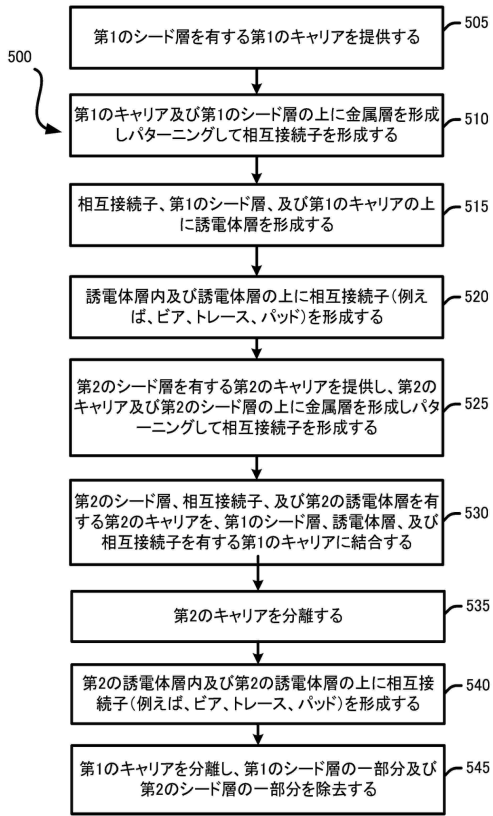 第1のシード層を有する第1のキャリアを提供する
505
500
第1のキャリア及び第1のシード層の上に金属層を形成
しパターニングして相互接続子を形成する
510
相互接続子、第1のシード層、及び第1のキャリアの上
に誘電体層を形成する
515
誘電体層内及び誘電体層の上に相互接続子(例え
ば、ビア、トレース、パッド)を形成する
520
第2のシード層を有する第2のキャリアを提供し、第2の
キャリア及び第2のシード層の上に金属層を形成しパタ
ーニングして相互接続子を形成する
525
第2のシード層、相互接続子、及び第2の誘電体層を有
する第2のキャリアを、第1のシード層、誘電体層、及び
相互接続子を有する第1のキャリアに結合する
530
第2のキャリアを分離する
535
第2の誘電体層内及び第2の誘電体層の上に相互接
続子(例えば、ビア、トレース、パッド)を形成する
540
第1のキャリアを分離し、第1のシード層の一部分及び
第2のシード層の一部分を除去する
545